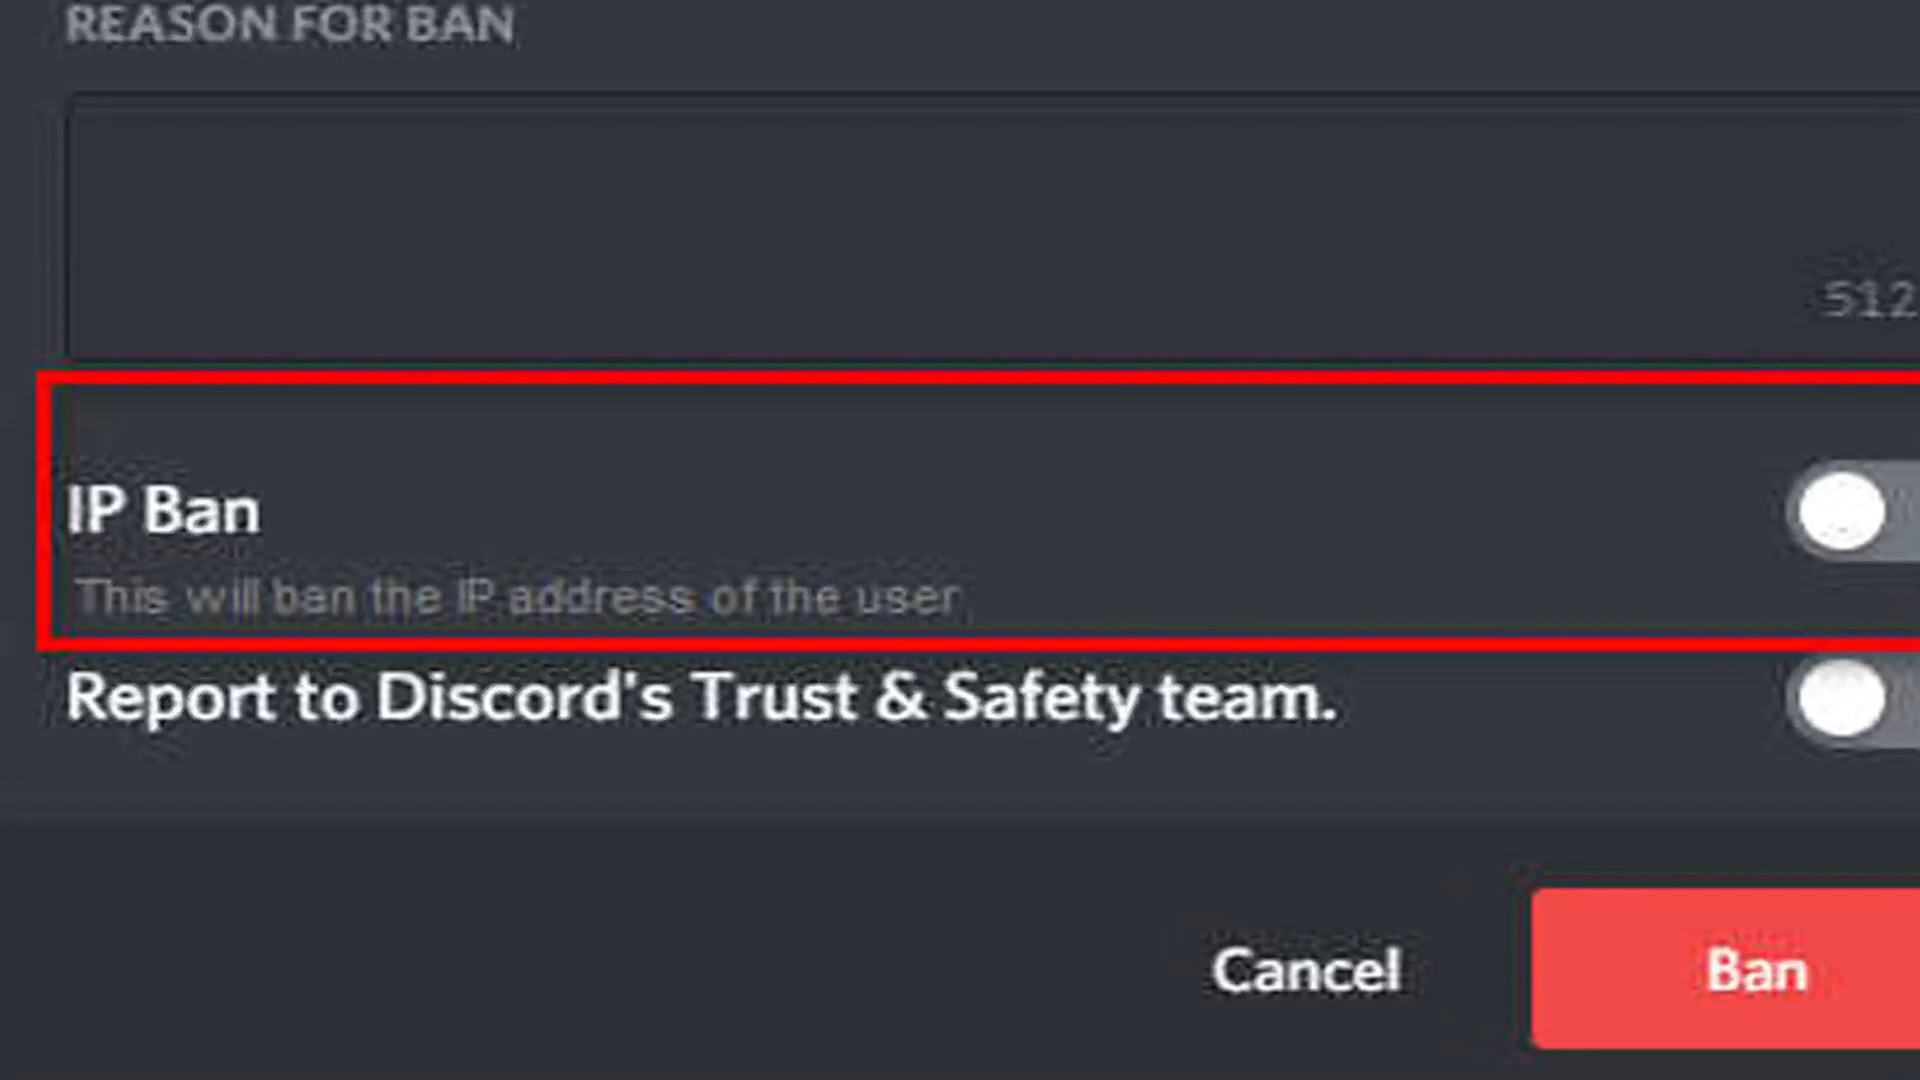 REASON FOR BAN
512
IP Ban
This will ban the IP address of the user
Report to Discord's Trust & Safety team.
Cancel
Ban